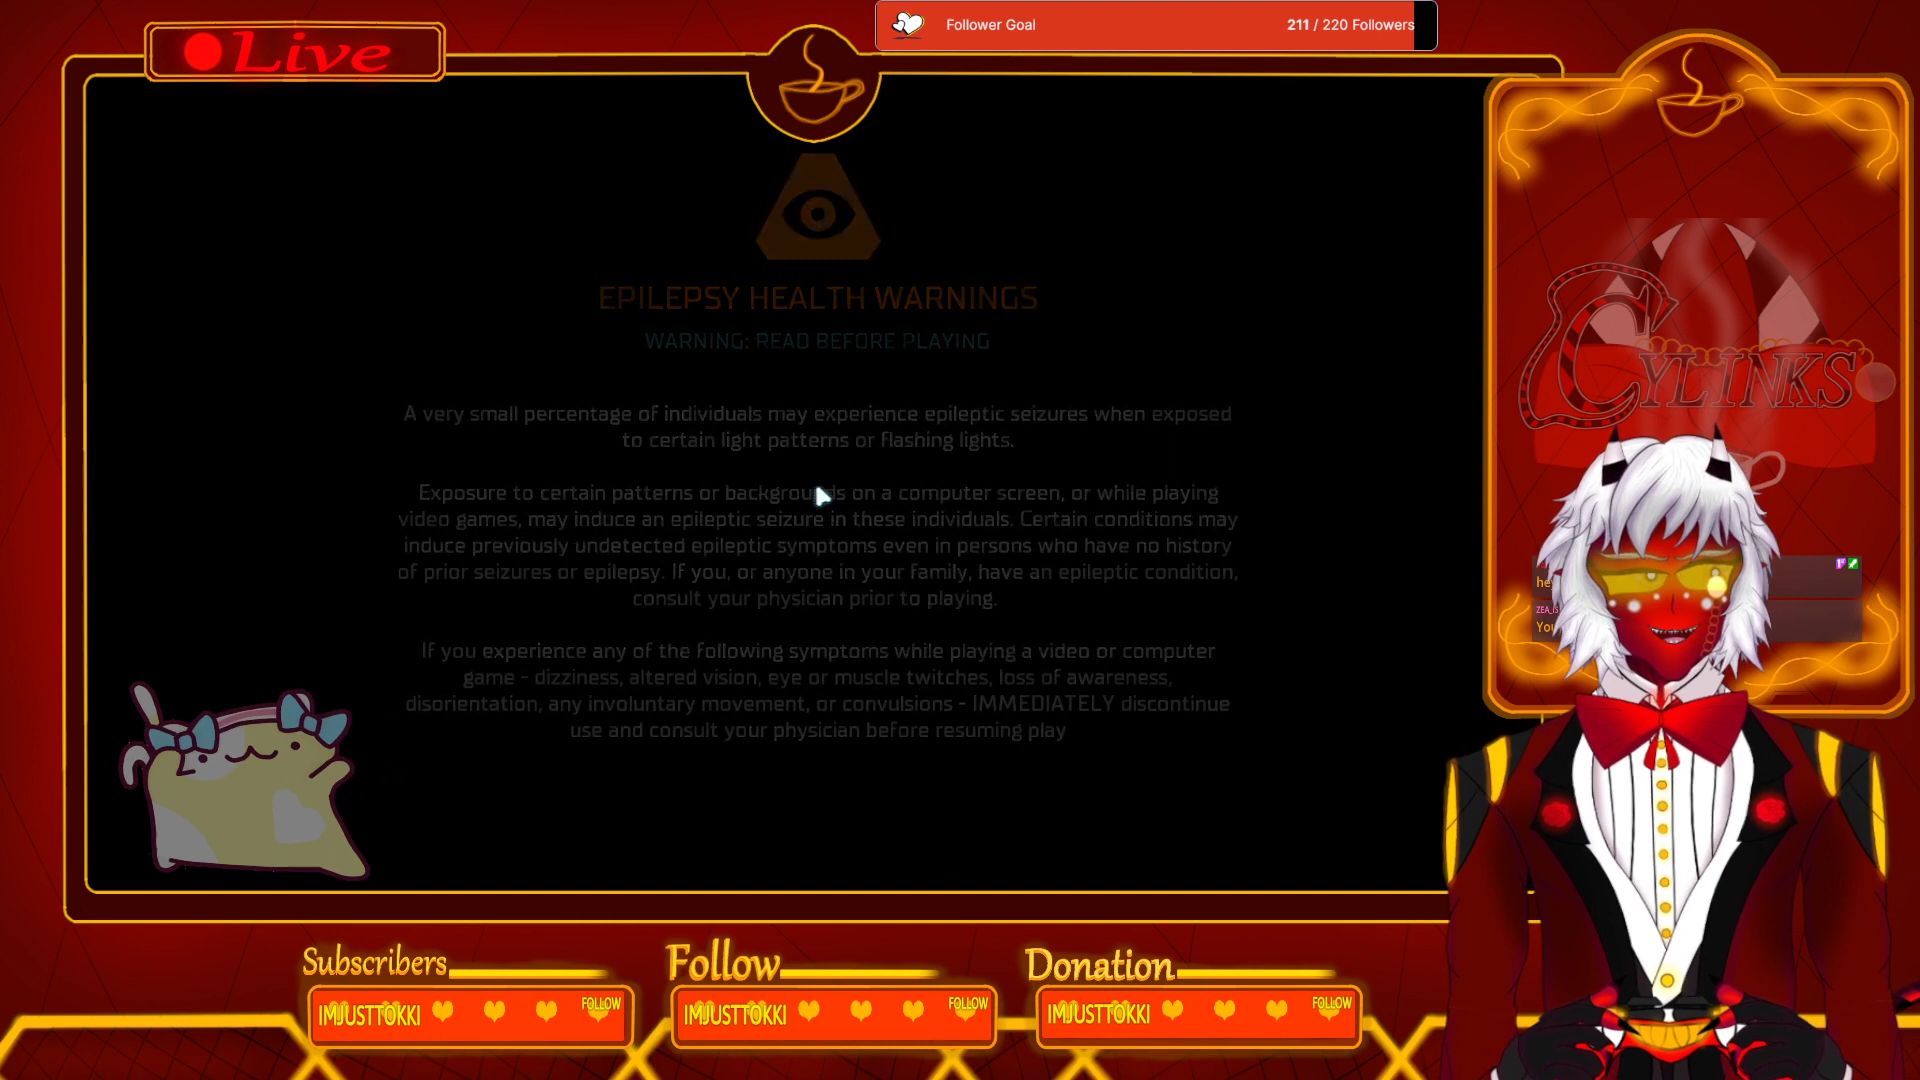 Live
Follower Goal
211 / 220 Followers
EPILEPSY HEALTH WARNINGS
WARNING: READ BEFORE PLAYING
A very small percentage of individuals may experience epileptic seizures when exposed
to certain light patterns or flashing lights.
Exposure to certain patterns or backgrounds on a computer screen, or while playing
video games, may induce an epileptic seizure in these individuals. Certain conditions may
induce previously undetected epileptic symptoms even in persons who have no history
of prior seizures or epilepsy. If you, or anyone in your family, have an epileptic condition,
consult your physician prior to playing.
If you experience any of the following symptoms while playing a video or computer
game - dizziness, altered vision, eye or muscle twitches, loss of awareness,
disorientation, any involuntary movement, or convulsions - IMMEDIATELY discontinue
use and consult your physician before resuming play
CYLINKS
Subscribers
IMJUSTTOKKI
FOLLOW
Follow
IMJUSTTOKKI
FOLLOW
Donation
IMJUSTTOKKI
FOLLOW